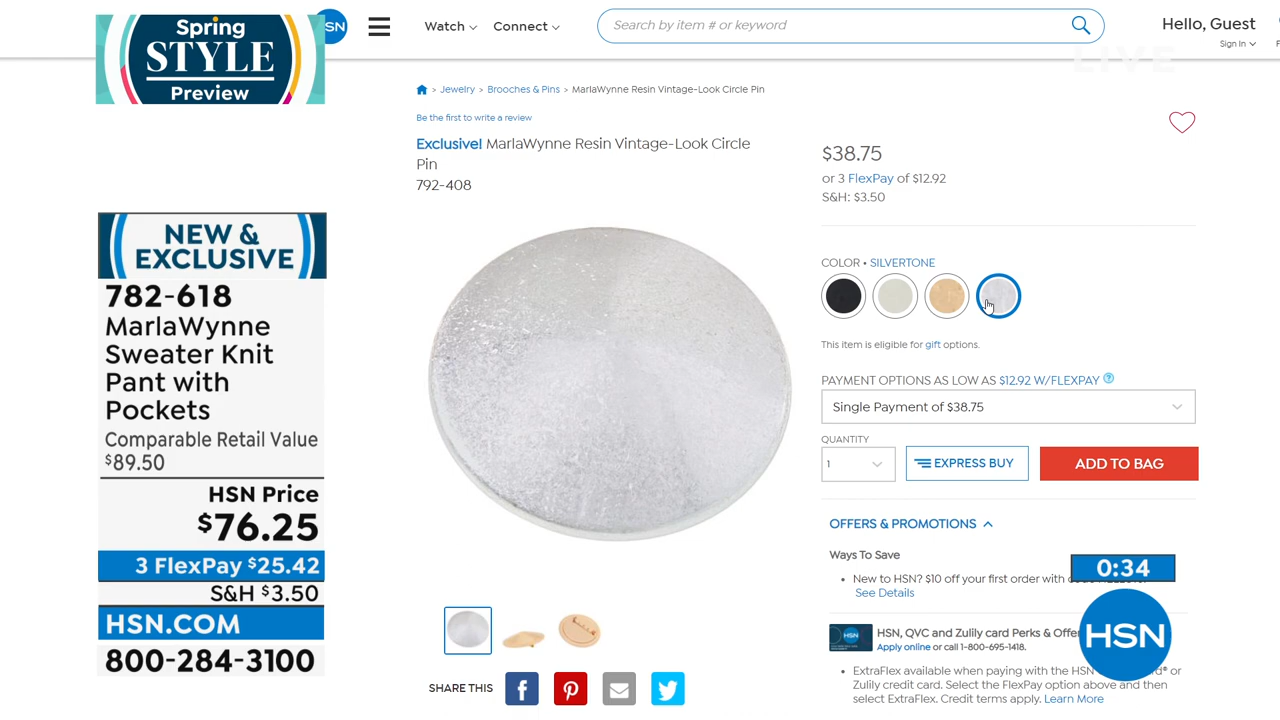 Spring
STYLE
Preview
SN
Watch
Connect
Search by item # or keyword
Hello, Guest
Sign In
LIVE
> Jewelry > Brooches & Pins > MarlaWynne Resin Vintage-Look Circle Pin
Be the first to write a review
Exclusive! MarlaWynne Resin Vintage-Look Circle
Pin
792-408
$38.75
or 3 FlexPay of $12.92
S&H: $3.50
COLOR • SILVERTONE
This item is eligible for gift options.
PAYMENT OPTIONS AS LOW AS $12.92 W/FLEXPAY ?
Single Payment of $38.75
QUANTITY
1
EXPRESS BUY
ADD TO BAG
OFFERS & PROMOTIONS
Ways To Save
• New to HSN? $10 off your first order with
See Details
HSN, QVC and Zulily card Perks & Offe
Apply online or call 1-800-695-1418.
• ExtraFlex available when paying with the HSN or
Zulily credit card. Select the FlexPay option above and then
select ExtraFlex. Credit terms apply. Learn More
SHARE THIS
NEW &
EXCLUSIVE
782-618
MarlaWynne
Sweater Knit
Pant with
Pockets
Comparable Retail Value
$89.50
HSN Price
$76.25
3 FlexPay $25.42
S&H $3.50
HSN.COM
800-284-3100
0:34
HSN